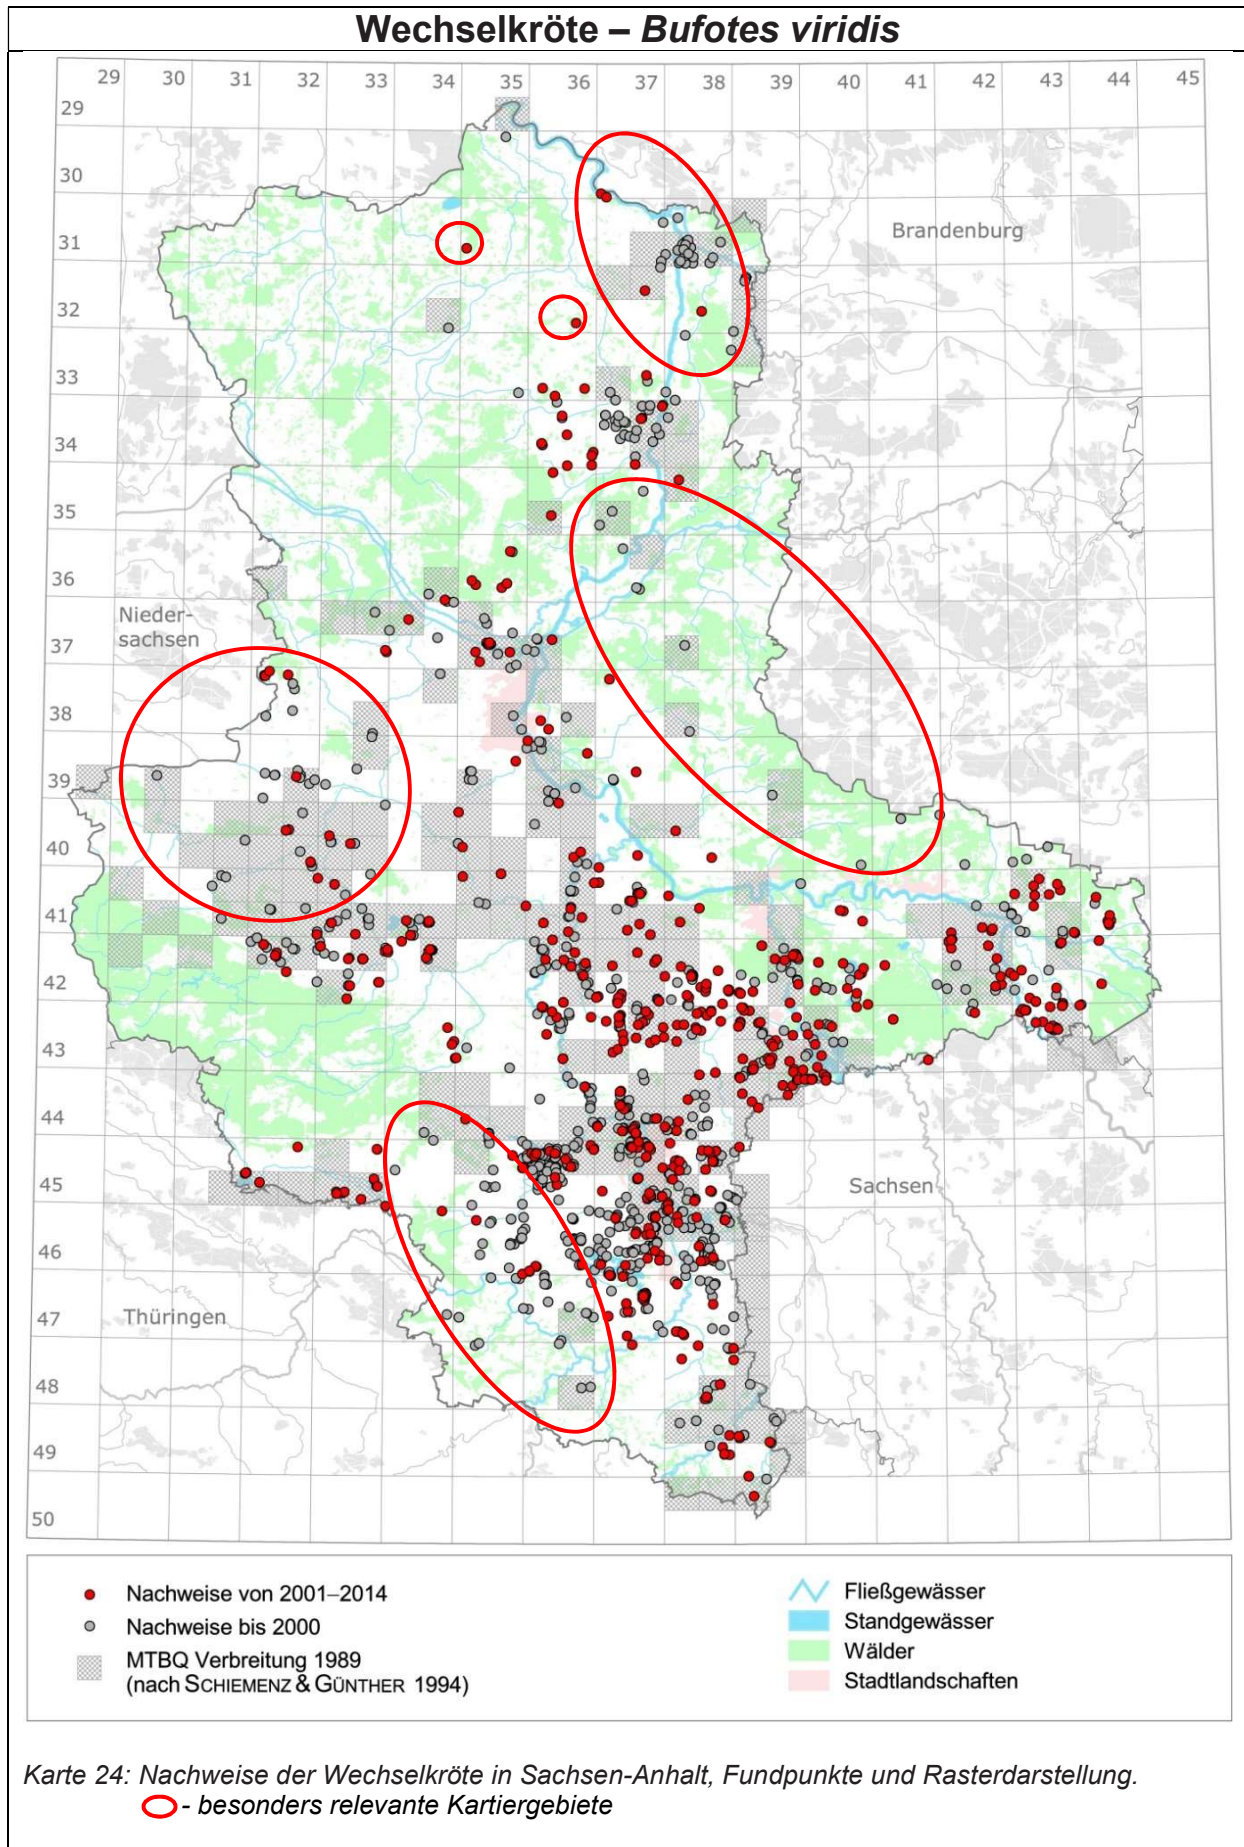 Wechselkröte – Bufotes viridis
29 30 31 32 33 34 35 36 37 38 39 40 41 42 43 44 45
29
30
Brandenburg
31
32
33
34
35
36
Nieder-
sachsen
37
38
39
40
41
42
43
44
45
Sachsen
46
Thüringen
47
48
49
50
Nachweise von 2001–2014
Nachweise bis 2000
MTBQ Verbreitung 1989
(nach SCHIEMENZ & GÜNTHER 1994)
Fließgewässer
Standgewässer
Wälder
Stadtlandschaften
Karte 24: Nachweise der Wechselkröte in Sachsen-Anhalt, Fundpunkte und Rasterdarstellung.
- besonders relevante Kartiergebiete